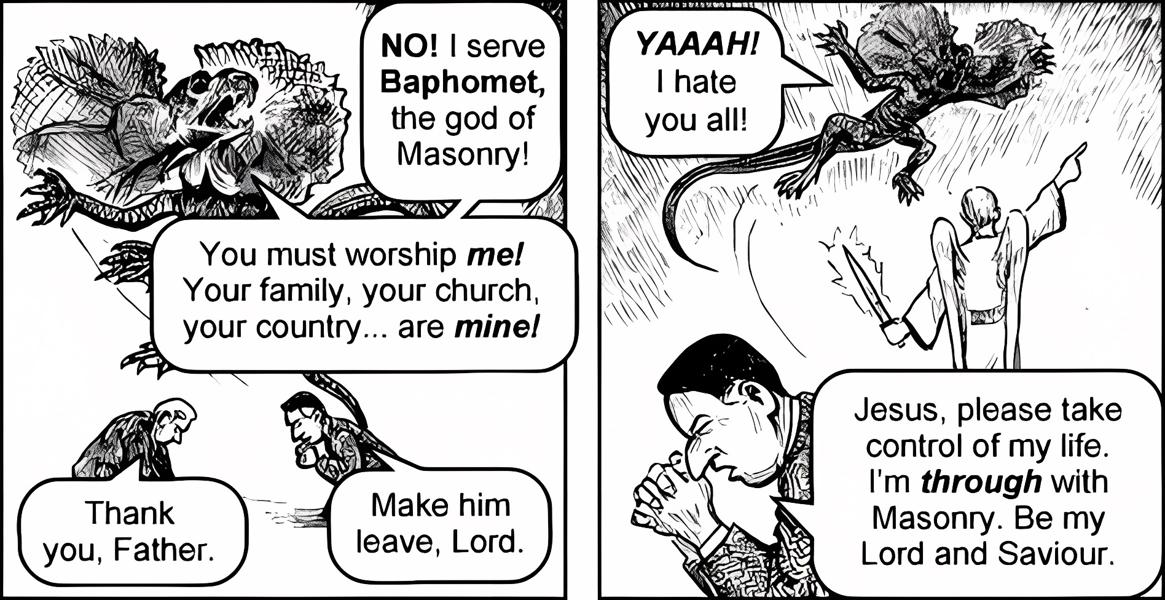 NO! I serve
Baphomet,
the god of
Masonry!
You must worship me!
Your family, your church,
your country... are mine!
Thank
you, Father.
Make him
leave, Lord.
YAAAH!
I hate
you all!
Jesus, please take
control of my life.
I'm through with
Masonry. Be my
Lord and Saviour.